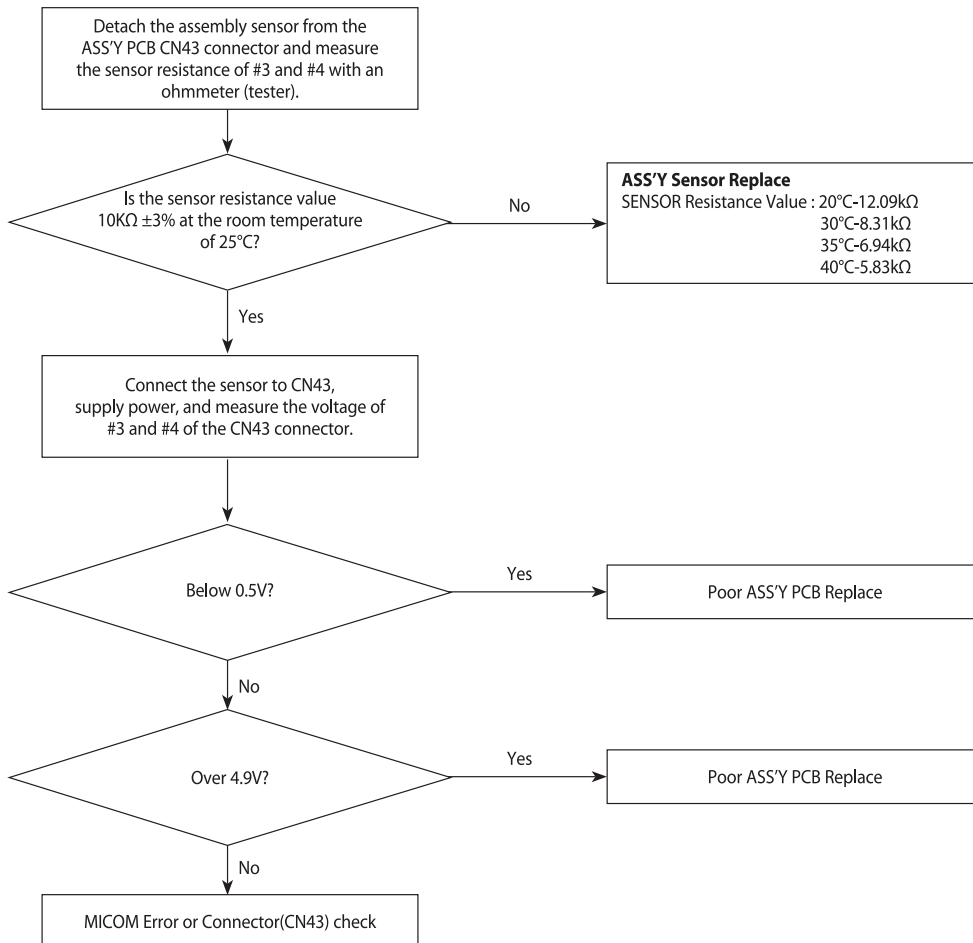 Detach the assembly sensor from the
ASS'Y PCB CN43 connector and measure
the sensor resistance of #3 and #4 with an
ohmmeter (tester).
Is the sensor resistance value
10KΩ ±3% at the room temperature
of 25°C?
No
ASS'Y Sensor Replace
SENSOR Resistance Value : 20°C-12.09kΩ
30°C-8.31kΩ
35°C-6.94kΩ
40°C-5.83kΩ
Yes
Connect the sensor to CN43,
supply power, and measure the voltage of
#3 and #4 of the CN43 connector.
Below 0.5V?
Yes
Poor ASS'Y PCB Replace
No
Over 4.9V?
Yes
Poor ASS'Y PCB Replace
No
MICOM Error or Connector(CN43) check